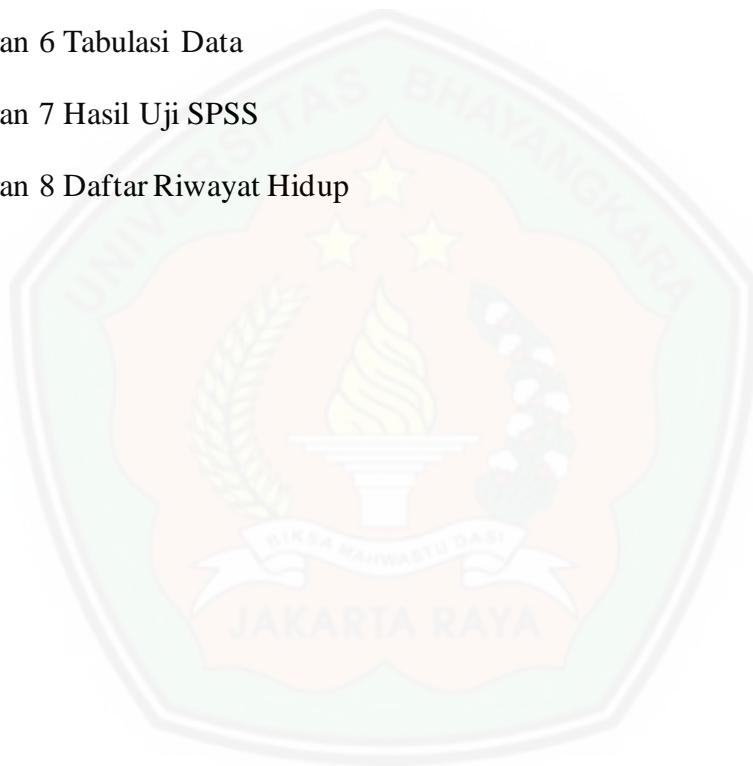 an 6 Tabulasi Data
an 7 Hasil Uji SPSS
an 8 Daftar Riwayat Hidup
UNIVERSITAS BHAYANGKARA
BIKSA MAHWASTU DASI
JAKARTA RAYA